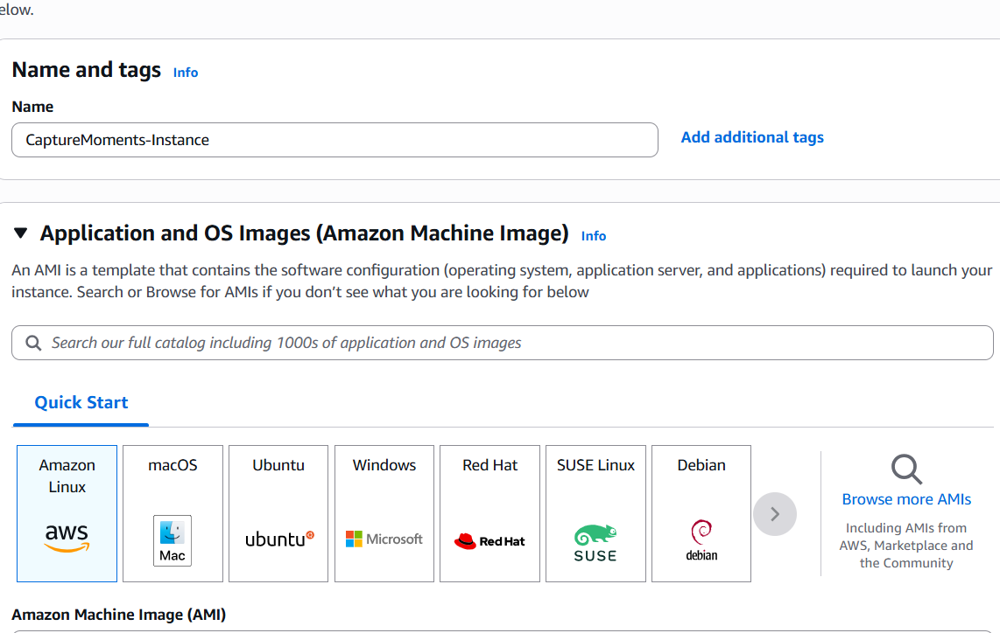 elow.
Name and tags Info
Name
CaptureMoments-Instance
Add additional tags
Application and OS Images (Amazon Machine Image) Info
An AMI is a template that contains the software configuration (operating system, application server, and applications) required to launch your
instance. Search or Browse for AMIs if you don’t see what you are looking for below
Search our full catalog including 1000s of application and OS images
Quick Start
Amazon
Linux
aws
macOS
Mac
Ubuntu
ubuntu
Windows
Microsoft
Red Hat
Red Hat
SUSE Linux
SUSE
Debian
debian
Browse more AMIs
Including AMIs from
AWS, Marketplace and
the Community
Amazon Machine Image (AMI)